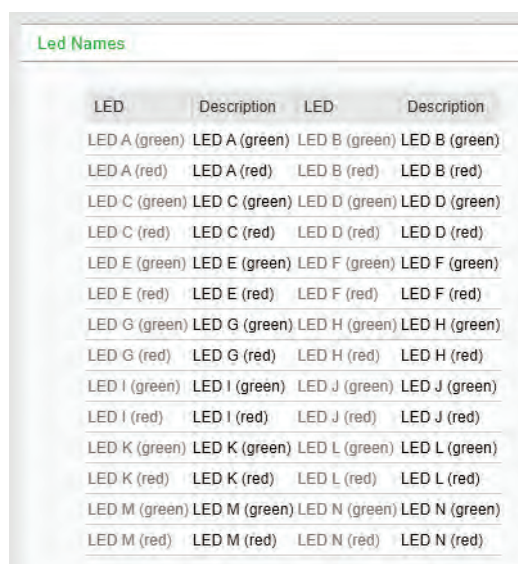 Led Names
LED Description LED Description
LED A (green) LED A (green) LED B (green) LED B (green)
LED A (red) LED A (red) LED B (red) LED B (red)
LED C (green) LED C (green) LED D (green) LED D (green)
LED C (red) LED C (red) LED D (red) LED D (red)
LED E (green) LED E (green) LED F (green) LED F (green)
LED E (red) LED E (red) LED F (red) LED F (red)
LED G (green) LED G (green) LED H (green) LED H (green)
LED G (red) LED G (red) LED H (red) LED H (red)
LED I (green) LED I (green) LED J (green) LED J (green)
LED I (red) LED I (red) LED J (red) LED J (red)
LED K (green) LED K (green) LED L (green) LED L (green)
LED K (red) LED K (red) LED L (red) LED L (red)
LED M (green) LED M (green) LED N (green) LED N (green)
LED M (red) LED M (red) LED N (red) LED N (red)